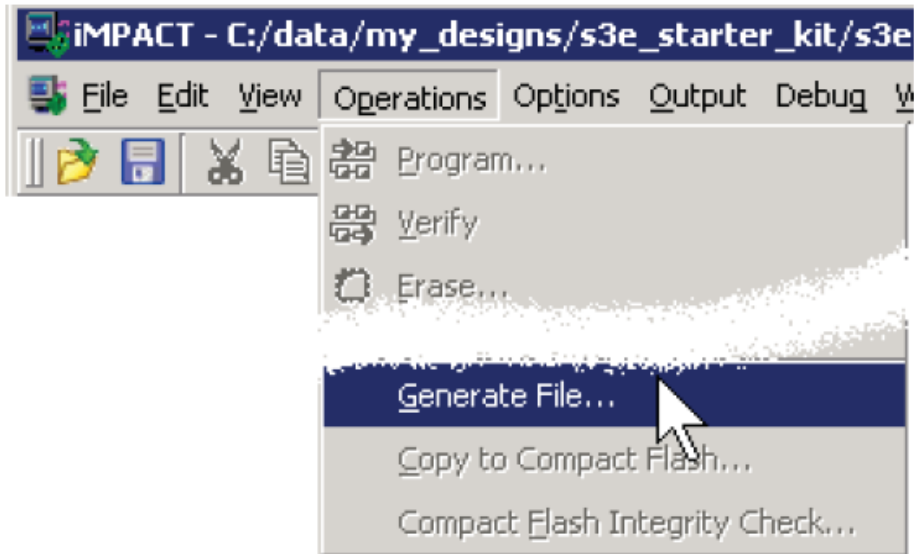 iMPACT - C:/data/my_designs/s3e_starter_kit/s3e
File Edit View Operations Options Output Debug
Program...
Verify
Erase...
Generate File...
Copy to Compact Flash...
Compact Flash Integrity Check...